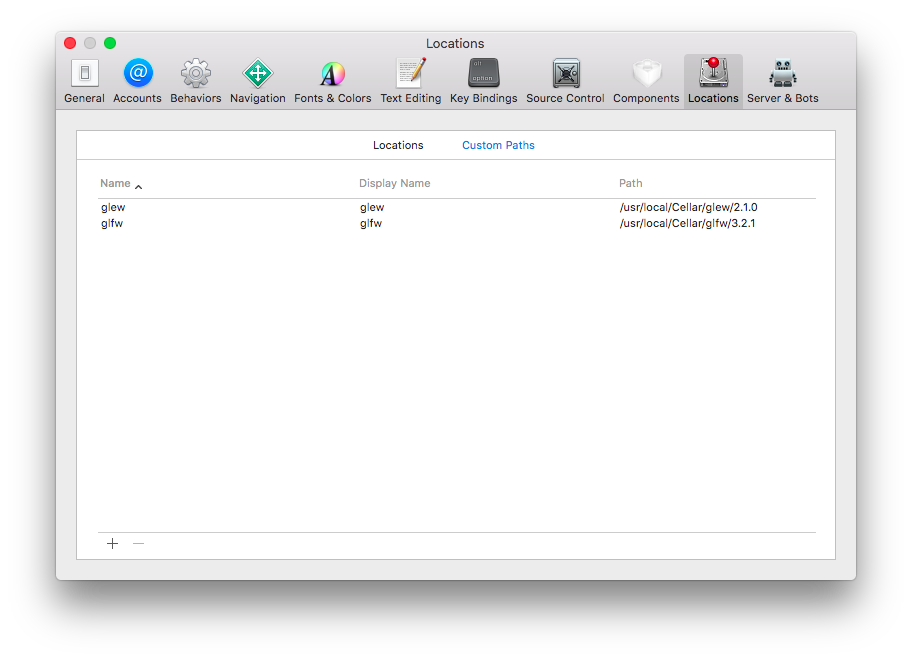 Locations
General Accounts Behaviors Navigation Fonts & Colors Text Editing Key Bindings Source Control Components Locations Server & Bots
Locations Custom Paths
Name Display Name Path
glew glew /usr/local/Cellar/glew/2.1.0
glfw glfw /usr/local/Cellar/glfw/3.2.1